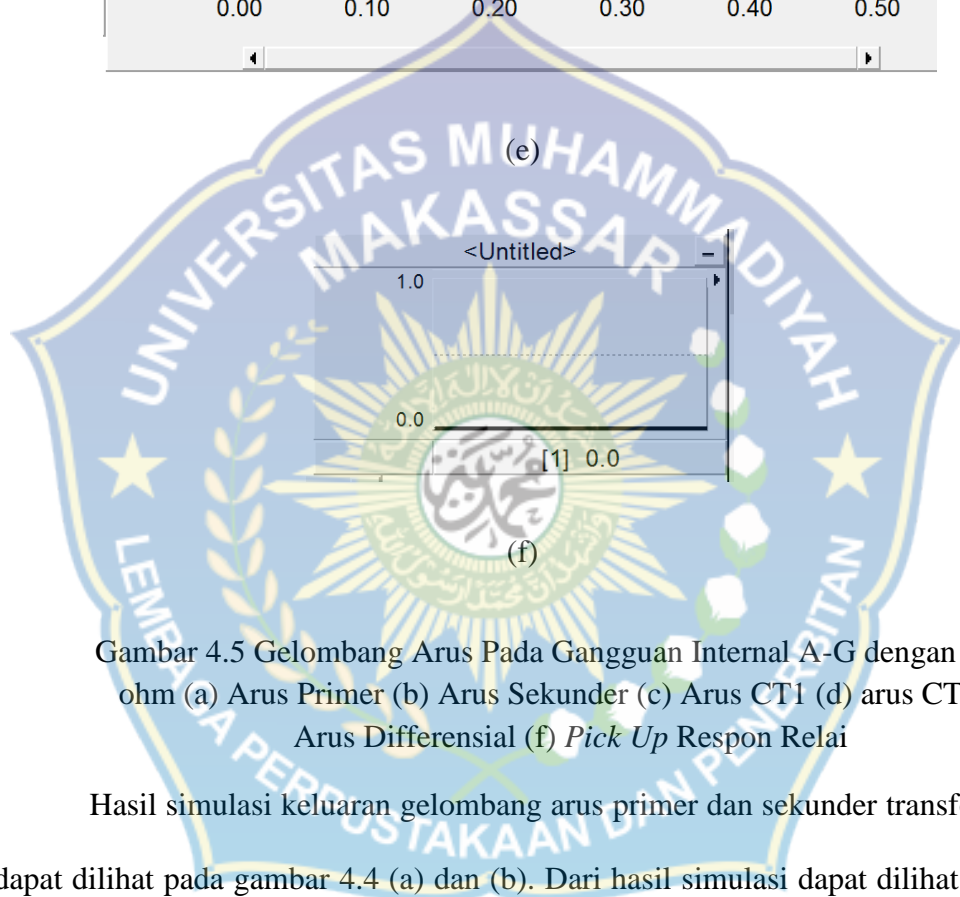 0.00 0.10 0.20 0.30 0.40 0.50
(e)
UNIVERSITAS MUHAMMADIYAH
MAKASSAR
<Untitled>
1.0
0.0
[1] 0.0
(f)
Gambar 4.5 Gelombang Arus Pada Gangguan Internal A-G dengan
ohm (a) Arus Primer (b) Arus Sekunder (c) Arus CT1 (d) arus CT
Arus Differensial (f) Pick Up Respon Relai
Hasil simulasi keluaran gelombang arus primer dan sekunder transf
dapat dilihat pada gambar 4.4 (a) dan (b). Dari hasil simulasi dapat dilihat
LEMBAGA PERPUSTAKAAN DAN PENERBITAN